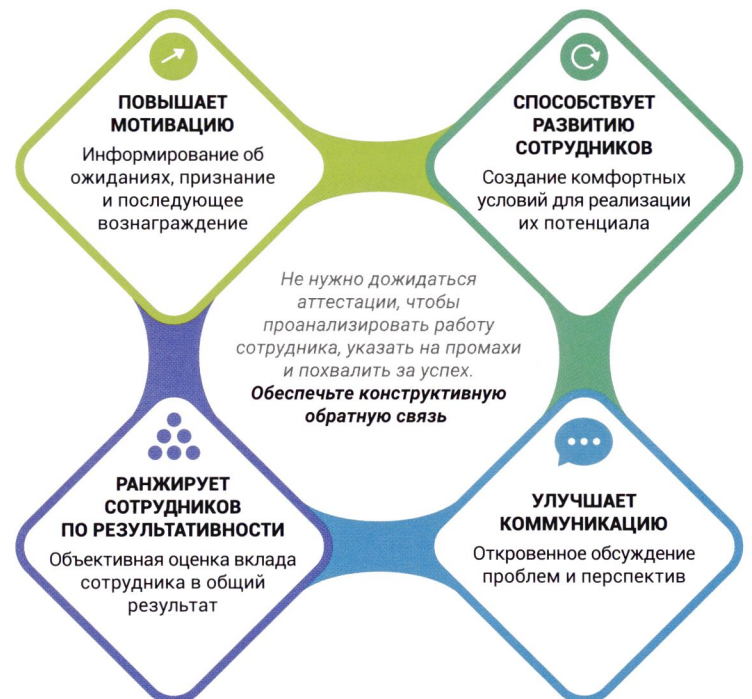 ПОВЫШАЕТ
МОТИВАЦИЮ
Информирование об
ожиданиях, признание
и последующее
вознаграждение
СПОСОБСТВУЕТ
РАЗВИТИЮ
СОТРУДНИКОВ
Создание комфортных
условий для реализации
их потенциала
Не нужно дожидаться
аттестации, чтобы
проанализировать работу
сотрудника, указать на промахи
и похвалить за успех.
Обеспечьте конструктивную
обратную связь
РАНЖИРУЕТ
СОТРУДНИКОВ
ПО РЕЗУЛЬТАТИВНОСТИ
Объективная оценка вклада
сотрудника в общий
результат
УЛУЧШАЕТ
КОММУНИКАЦИЮ
Откровенное обсуждение
проблем и перспектив